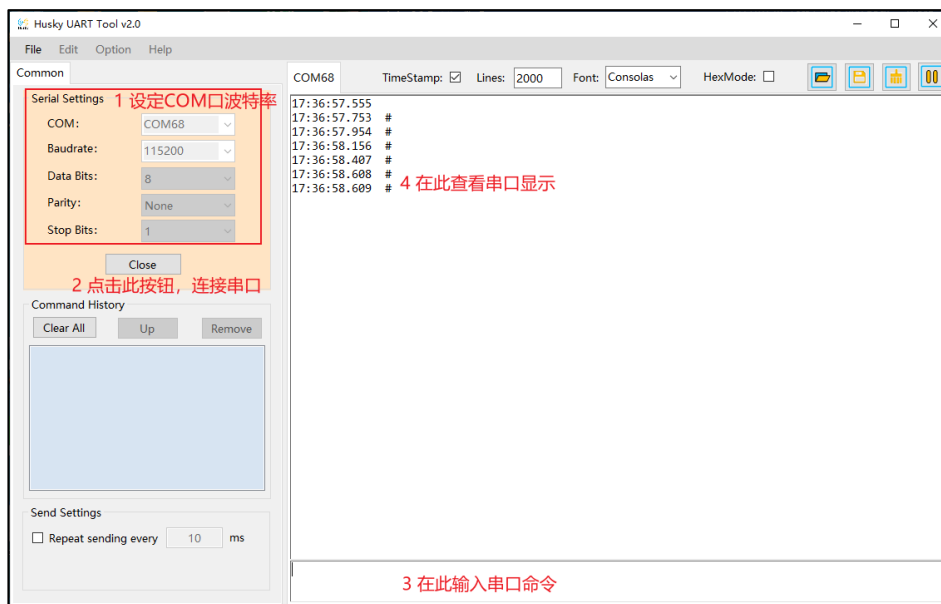 Husky UART Tool v2.0
File Edit Option Help
Common
Serial Settings
1 设定COM口波特率
COM: COM68
Baudrate: 115200
Data Bits: 8
Parity: None
Stop Bits: 1
Close
2 点击此按钮，连接串口
Command History
Clear All Up Remove
Send Settings
Repeat sending every 10 ms
COM68 TimeStamp: Lines: 2000 Font: Consolas HexMode:
17:36:57.555
17:36:57.753 #
17:36:57.954 #
17:36:58.156 #
17:36:58.407 #
17:36:58.608 #
17:36:58.609 #
4 在此查看串口显示
3 在此输入串口命令